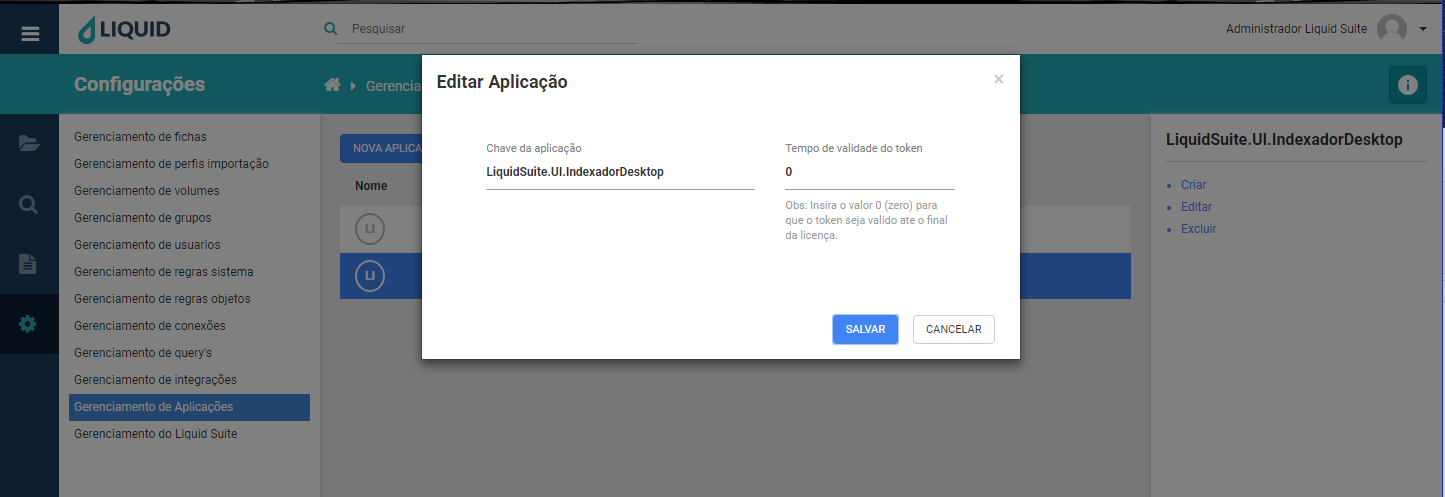 LIQUID
Pesquisar
Administrador Liquid Suite
Configurações
Gerencia
Gerenciamento de fichas
Gerenciamento de perfis importação
Gerenciamento de volumes
Gerenciamento de grupos
Gerenciamento de usuarios
Gerenciamento de regras sistema
Gerenciamento de regras objetos
Gerenciamento de conexões
Gerenciamento de query's
Gerenciamento de integrações
Gerenciamento de Aplicações
Gerenciamento do Liquid Suite
NOVA APLICA
Nome
LI
LI
Editar Aplicação
×
Chave da aplicação
LiquidSuite.UI.IndexadorDesktop
Tempo de validade do token
0
Obs: Insira o valor 0 (zero) para
que o token seja valido ate o final
da licença.
SALVAR
CANCELAR
LiquidSuite.UI.IndexadorDesktop
Criar
Editar
Excluir